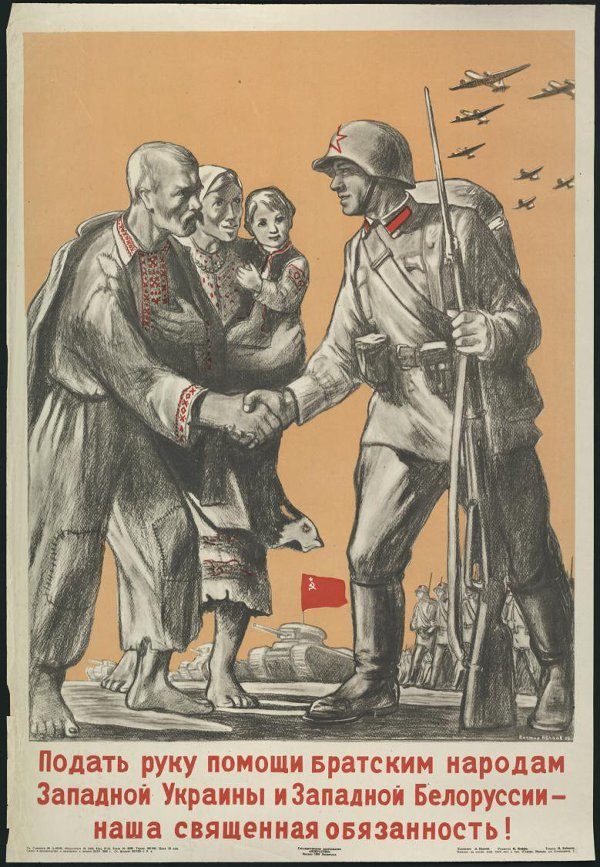 Подать руку помощи братским народам
Западной Украины и Западной Белоруссии –
наша священная обязанность!